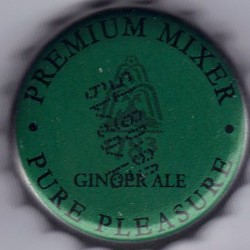 • PREMIUM MIXER •
GINGER ALE
PURE PLEASURE